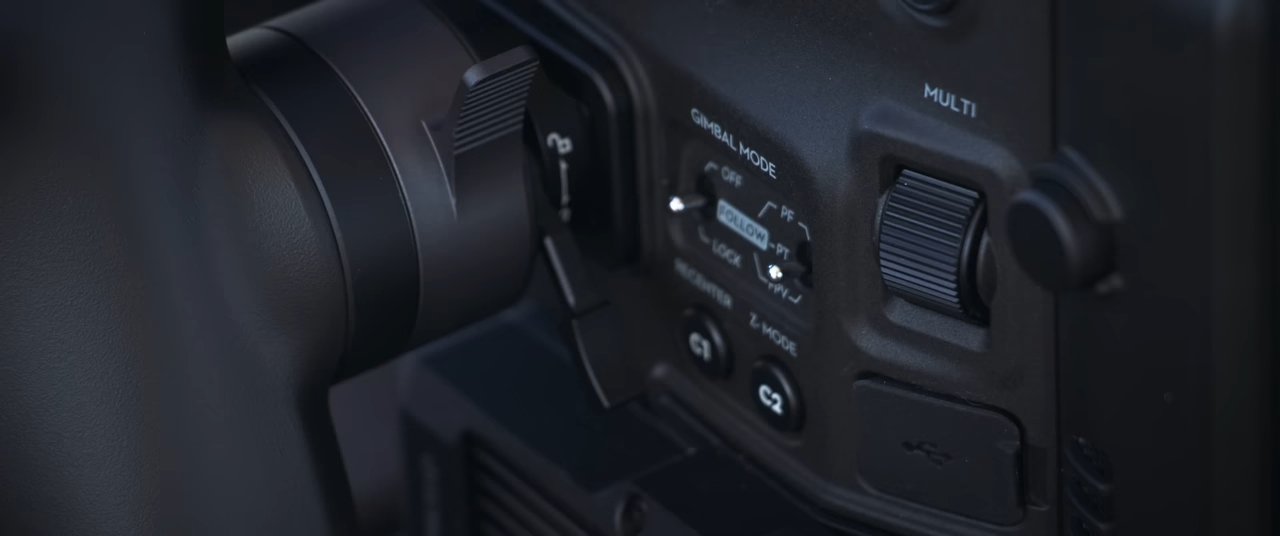 MULTI
GIMBAL MODE
OFF
FOLLOW
LOCK
PF
PT
FPV
RECENTER
C1
Z-MODE
C2